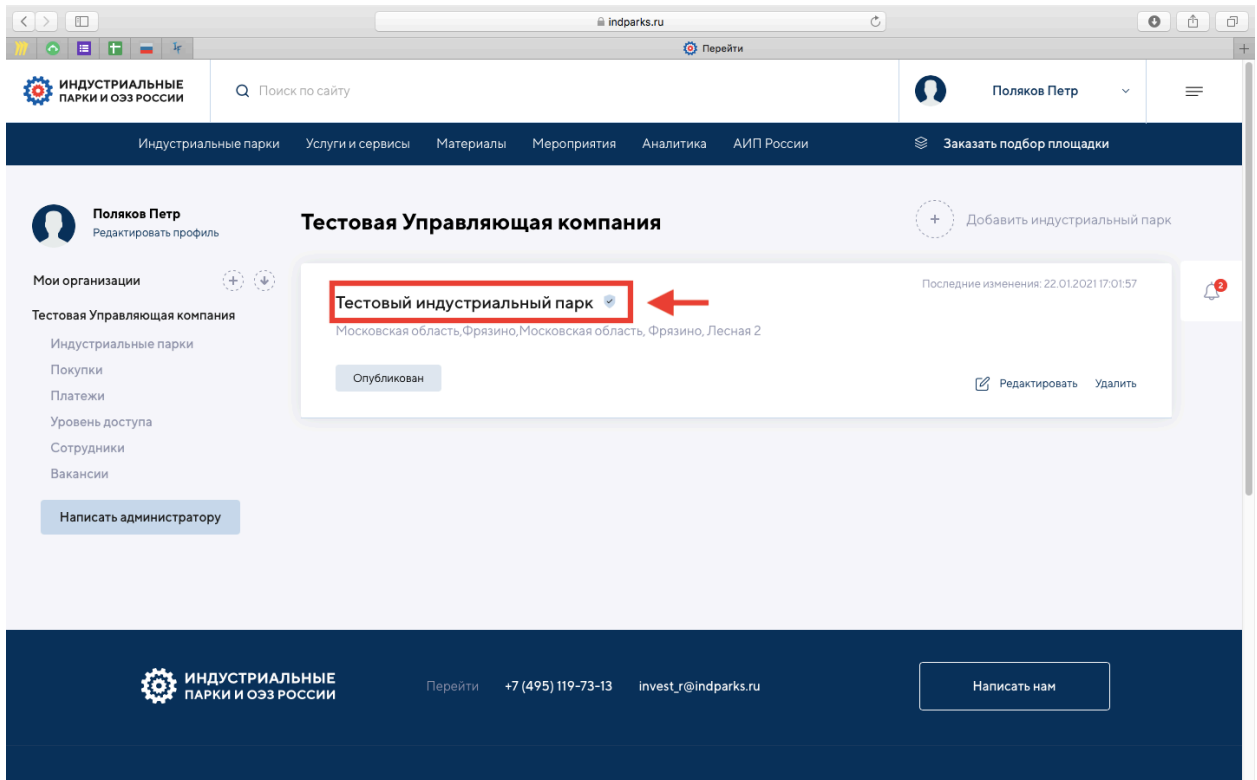 indparks.ru
Перейти
ИНДУСТРИАЛЬНЫЕ
ПАРКИ И ОЭЗ РОССИИ
Поиск по сайту
Поляков Петр
Индустриальные парки
Услуги и сервисы
Материалы
Мероприятия
Аналитика
АИП России
Заказать подбор площадки
Поляков Петр
Редактировать профиль
Мои организации
Тестовая Управляющая компания
Индустриальные парки
Покупки
Платежи
Уровень доступа
Сотрудники
Вакансии
Написать администратору
Тестовая Управляющая компания
Добавить индустриальный парк
Тестовый индустриальный парк
Последние изменения: 22.01.2021 17:01:57
Московская область,Фрязино,Московская область, Фрязино, Лесная 2
Опубликован
Редактировать
Удалить
2
ИНДУСТРИАЛЬНЫЕ
ПАРКИ И ОЭЗ РОССИИ
Перейти
+7 (495) 119-73-13
invest_r@indparks.ru
Написать нам